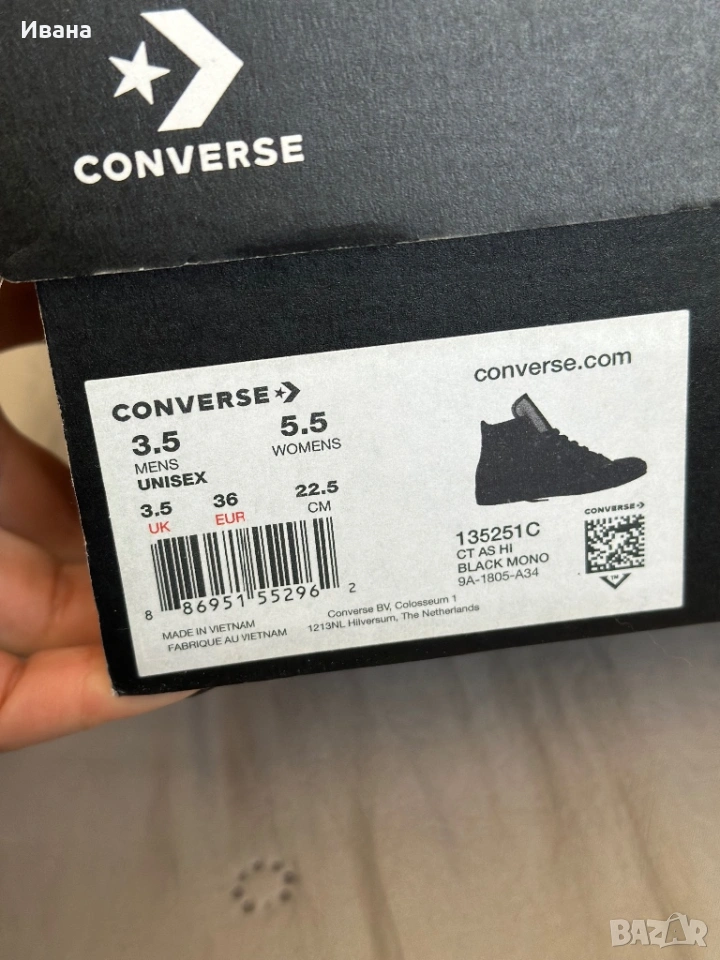 Ивана
CONVERSE
CONVERSE
converse.com
3.5
MENS
5.5
WOMENS
UNISEX
3.5
UK
36
EUR
22.5
CM
8 86951 55296 2
MADE IN VIETNAM
FABRIQUE AU VIETNAM
135251C
CT AS HI
BLACK MONO
9A-1805-A34
CONVERSE
TM
Converse BV, Colosseum 1
1213NL Hilversum, The Netherlands
BAZAR